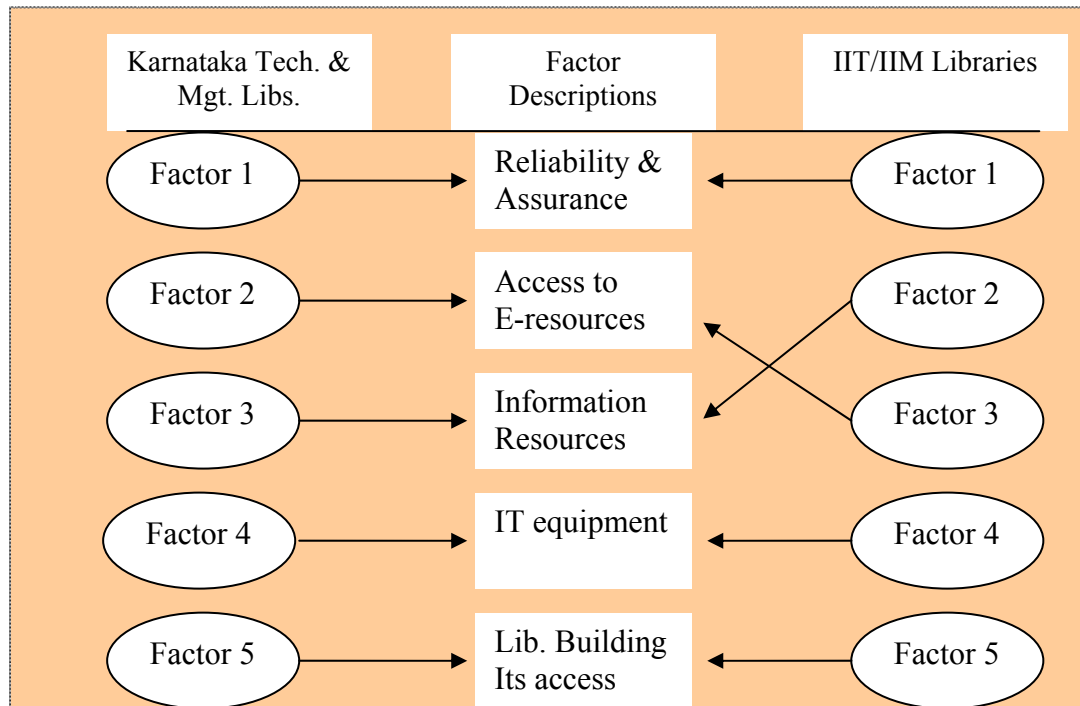 Karnataka Tech. &
Mgt. Libs.
Factor
Descriptions
IIT/IIM Libraries
Factor 1
Reliability &
Assurance
Factor 1
Factor 2
Access to
E-resources
Factor 2
Factor 3
Information
Resources
Factor 3
Factor 4
IT equipment
Factor 4
Factor 5
Lib. Building
Its access
Factor 5